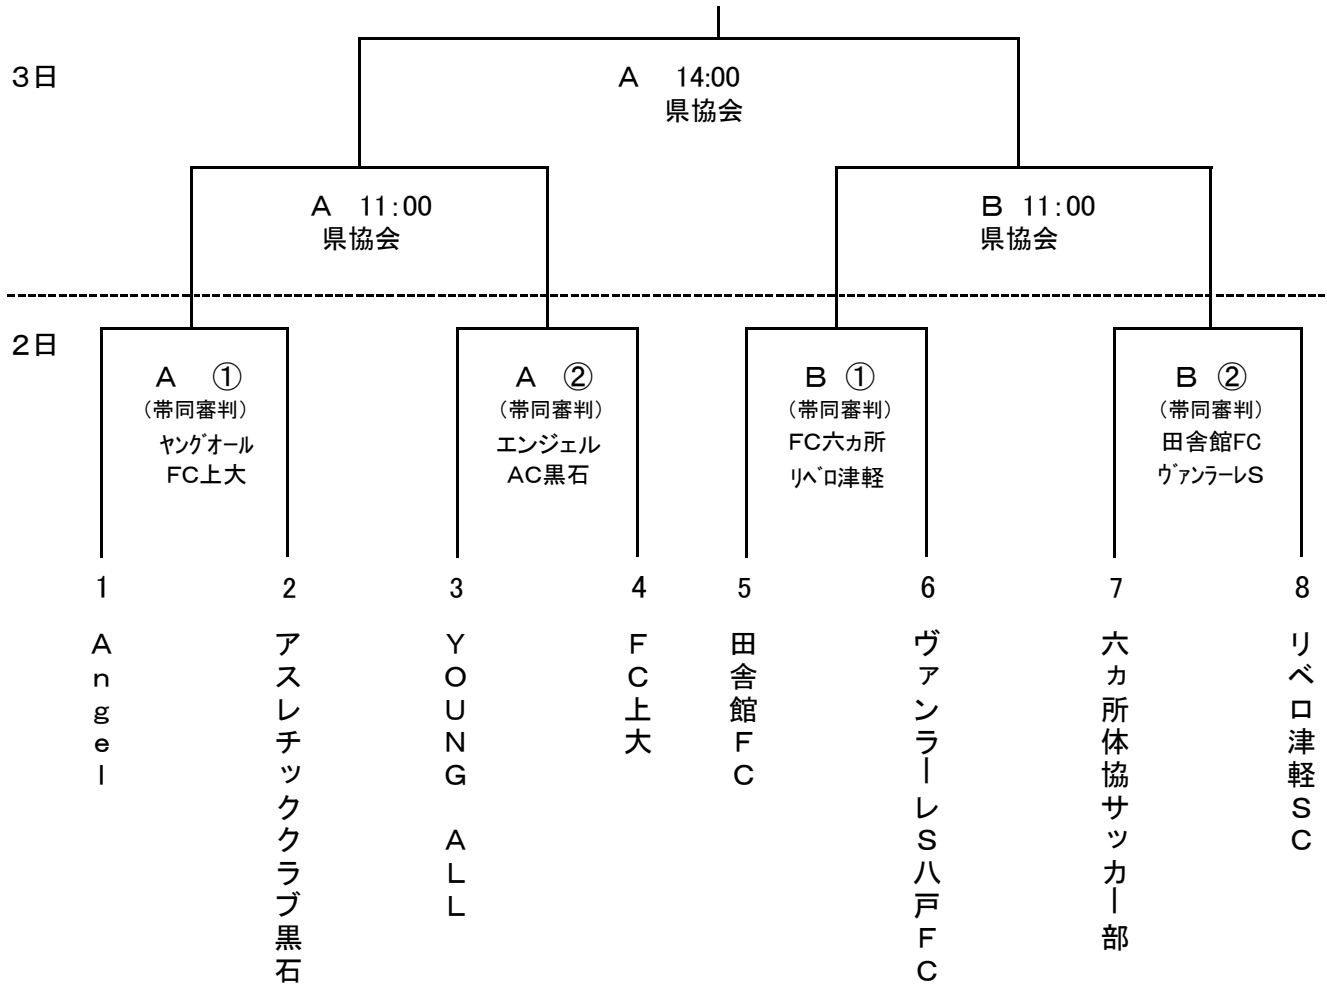 3日
A 14:00
県協会
A 11:00
県協会
B 11:00
県協会
2日
A ①
（帯同審判）
ﾔﾝｸﾞｵｰﾙ
FC上大
A ②
（帯同審判）
エンジェル
AC黒石
B ①
（帯同審判）
FC六ヵ所
ﾘﾍﾞﾛ津軽
B ②
（帯同審判）
田舎館FC
ｳﾞｧﾝﾗｰﾚS
1
Angel
2
アスレチッククラブ黒石
3
YOUNG ALL
4
FC上大
5
田舎館FC
6
ヴァンラーレS八戸FC
7
六ヵ所体協サッカー部
8
リベロ津軽SC